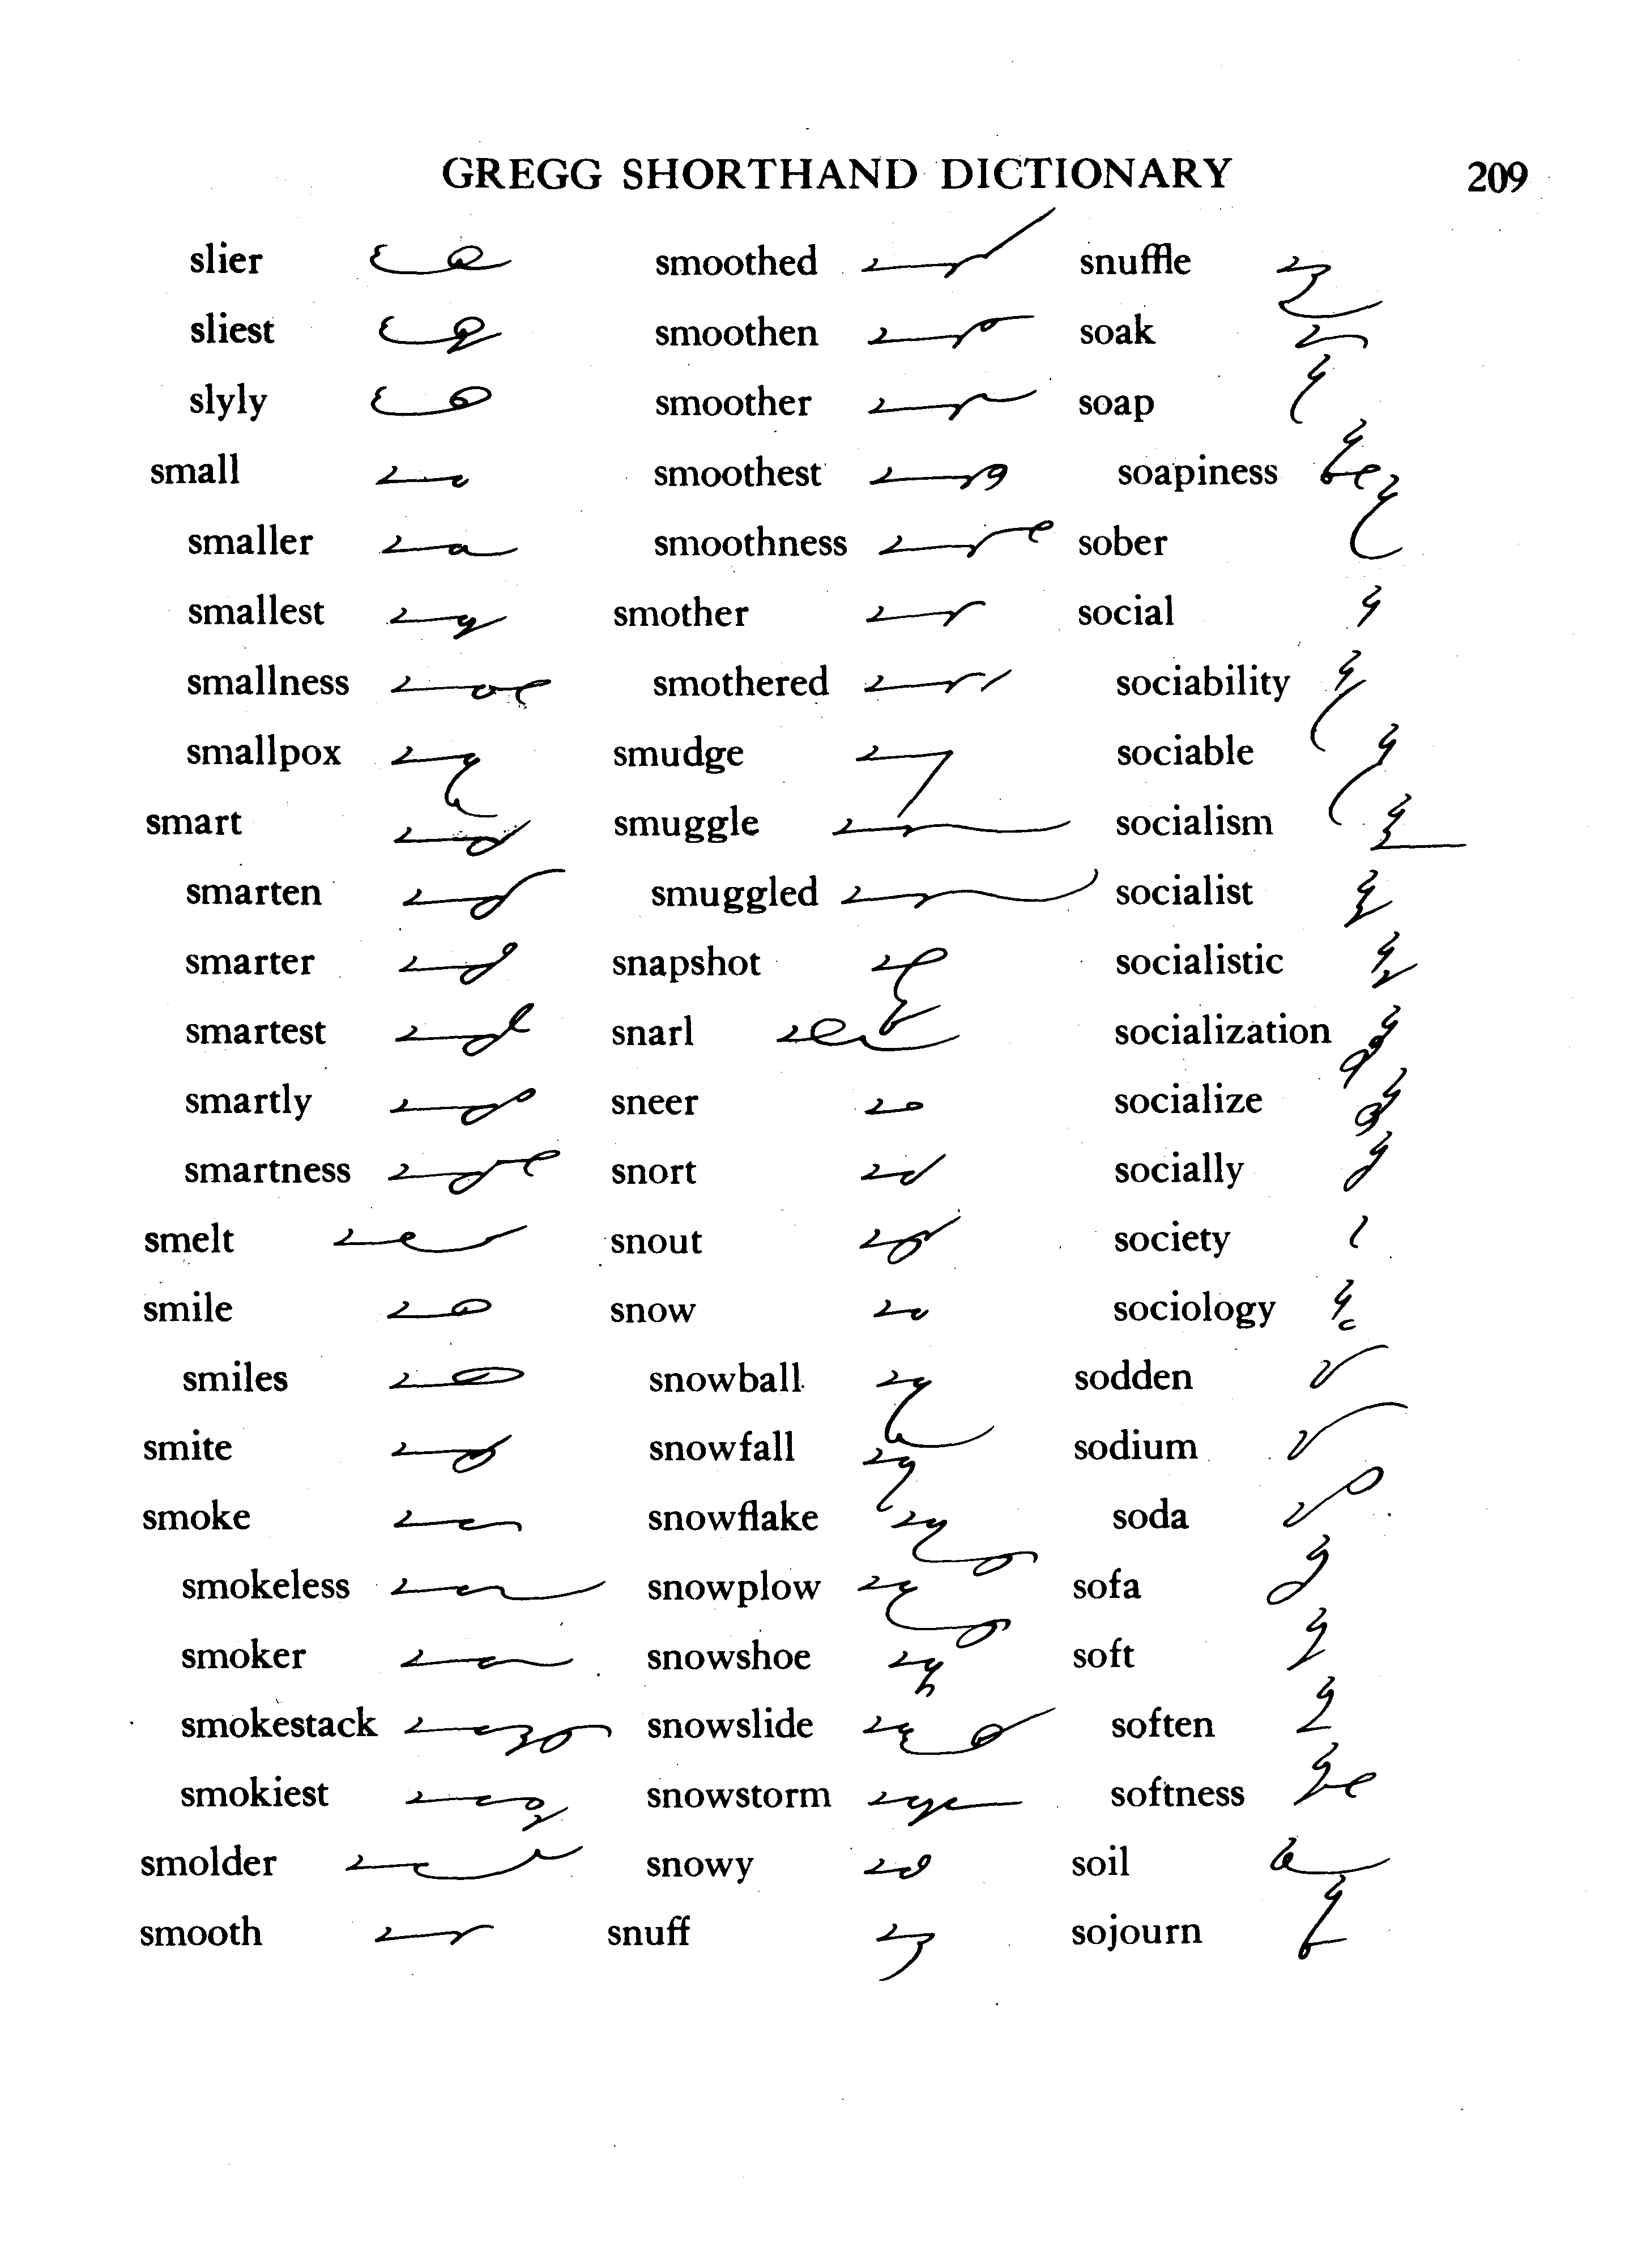 GREGG SHORTHAND DICTIONARY 209
slier
sliest
slyly
small
smaller
smallest
smallness
smallpox
smart
smarten
smarter
smartest
smartly
smartness
smelt
smile
smiles
smite
smoke
smokeless
smoker
smokestack
smokiest
smolder
smooth
smoothed
smoothen
smoother
smoothest
smoothness
smother
smothered
smudge
smuggle
smuggled
snapshot
snarl
sneer
snort
snout
snow
snowball
snowfall
snowflake
snowplow
snowshoe
snowslide
snowstorm
snowy
snuff
snuffle
soak
soap
soapiness
sober
social
sociability
sociable
socialism
socialist
socialistic
socialization
socialize
socially
society
sociology
sodden
sodium
soda
sofa
soft
soften
softness
soil
sojourn